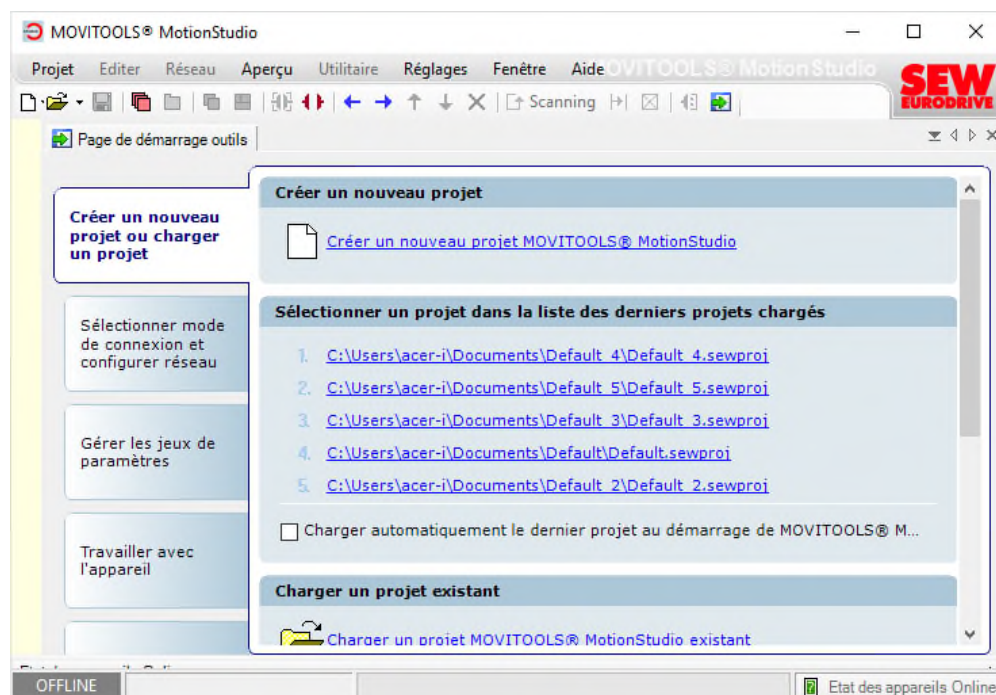 MOVITOOLS® MotionStudio
Projet Editer Réseau Aperçu Utilitaire Réglages Fenêtre Aide
MOVITOOLS® MotionStudio
SEW
EURODRIVE
Scanning
Page de démarrage outils
Créer un nouveau
projet ou charger
un projet
Sélectionner mode
de connexion et
configurer réseau
Gérer les jeux de
paramètres
Travailler avec
l'appareil
Créer un nouveau projet
Créer un nouveau projet MOVITOOLS® MotionStudio
Sélectionner un projet dans la liste des derniers projets chargés
1. C:\Users\acer-i\Documents\Default_4\Default_4.sewproj
2. C:\Users\acer-i\Documents\Default_5\Default_5.sewproj
3. C:\Users\acer-i\Documents\Default_3\Default_3.sewproj
4. C:\Users\acer-i\Documents\Default\Default.sewproj
5. C:\Users\acer-i\Documents\Default_2\Default_2.sewproj
Charger automatiquement le dernier projet au démarrage de MOVITOOLS® M...
Charger un projet existant
Charger un projet MOVITOOLS® MotionStudio existant
OFFLINE
Etat des appareils Online